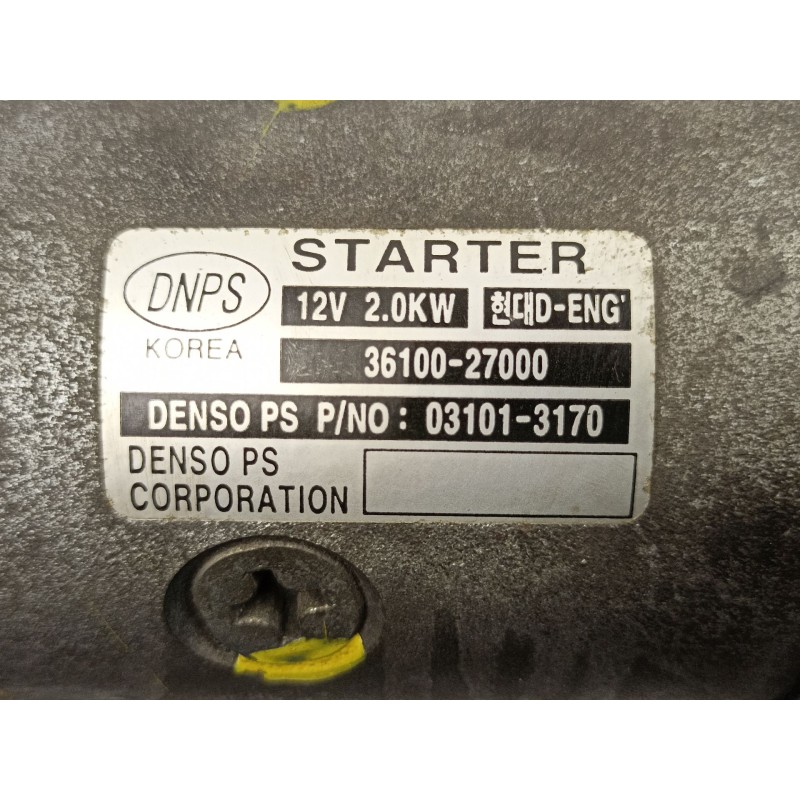 STARTER
DNPS
KOREA
12V 2.0KW 현대D-ENG'
36100-27000
DENSO PS P/NO: 03101-3170
DENSO PS
CORPORATION